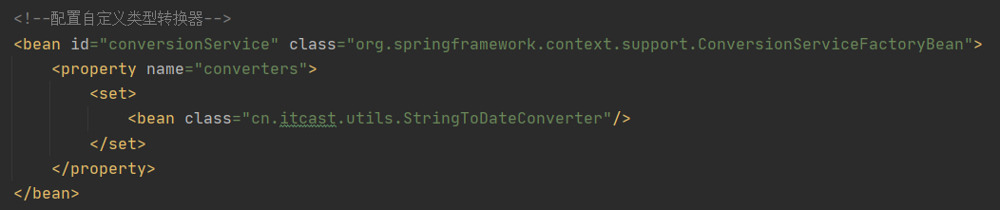 <!--配置自定义类型转换器-->
<bean id="conversionService" class="org.springframework.context.support.ConversionServiceFactoryBean">
    <property name="converters">
        <set>
            <bean class="cn.itcast.utils.StringToDateConverter"/>
        </set>
    </property>
</bean>